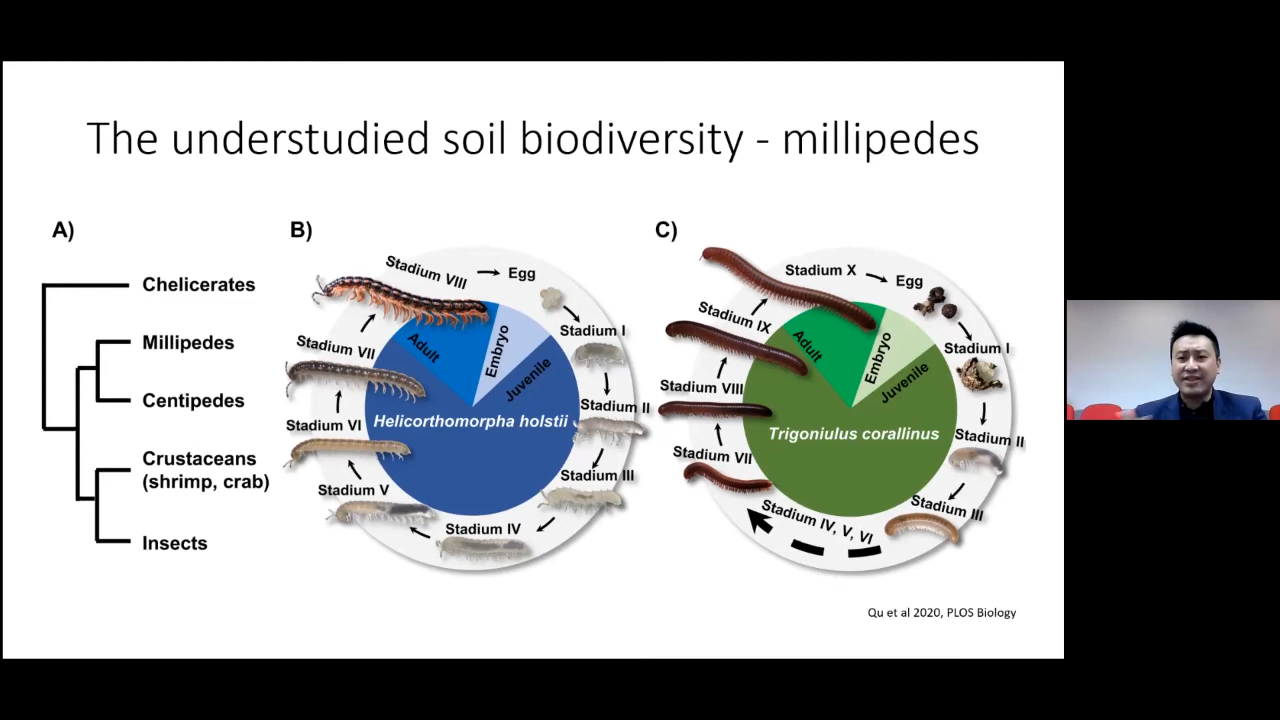 The understudied soil biodiversity - millipedes
A)
Chelicerates
Millipedes
Centipedes
Crustaceans
(shrimp, crab)
Insects
B)
Stadium VIII
Egg
Stadium I
Stadium II
Stadium III
Stadium IV
Stadium V
Stadium VI
Stadium VII
Adult
Embryo
Juvenile
Helicorthomorpha holstii
C)
Stadium X
Egg
Stadium I
Stadium II
Stadium III
Stadium IV, V, VI
Stadium VII
Stadium VIII
Stadium IX
Adult
Embryo
Juvenile
Trigoniulus corallinus
Qu et al 2020, PLOS Biology